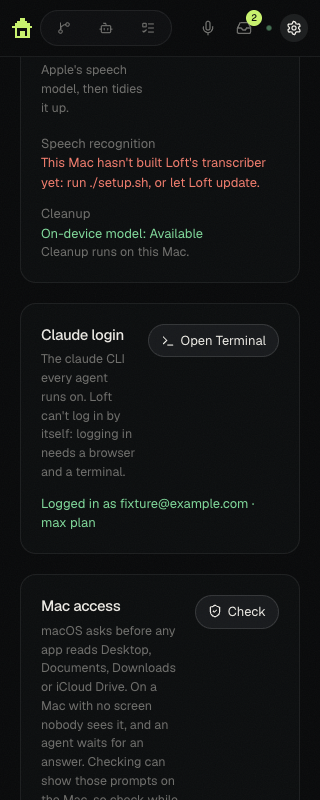 2
Apple's speech
model, then tidies
it up.
Speech recognition
This Mac hasn't built Loft's transcriber
yet: run ./setup.sh, or let Loft update.
Cleanup
On-device model: Available
Cleanup runs on this Mac.
Claude login
Open Terminal
The claude CLI
every agent
runs on. Loft
can't log in by
itself: logging in
needs a browser
and a terminal.
Logged in as fixture@example.com ·
max plan
Mac access
Check
macOS asks before any
app reads Desktop,
Documents, Downloads
or iCloud Drive. On a
Mac with no screen
nobody sees it, and an
agent waits for an
answer. Checking can
show those prompts on
the Mac, so check while